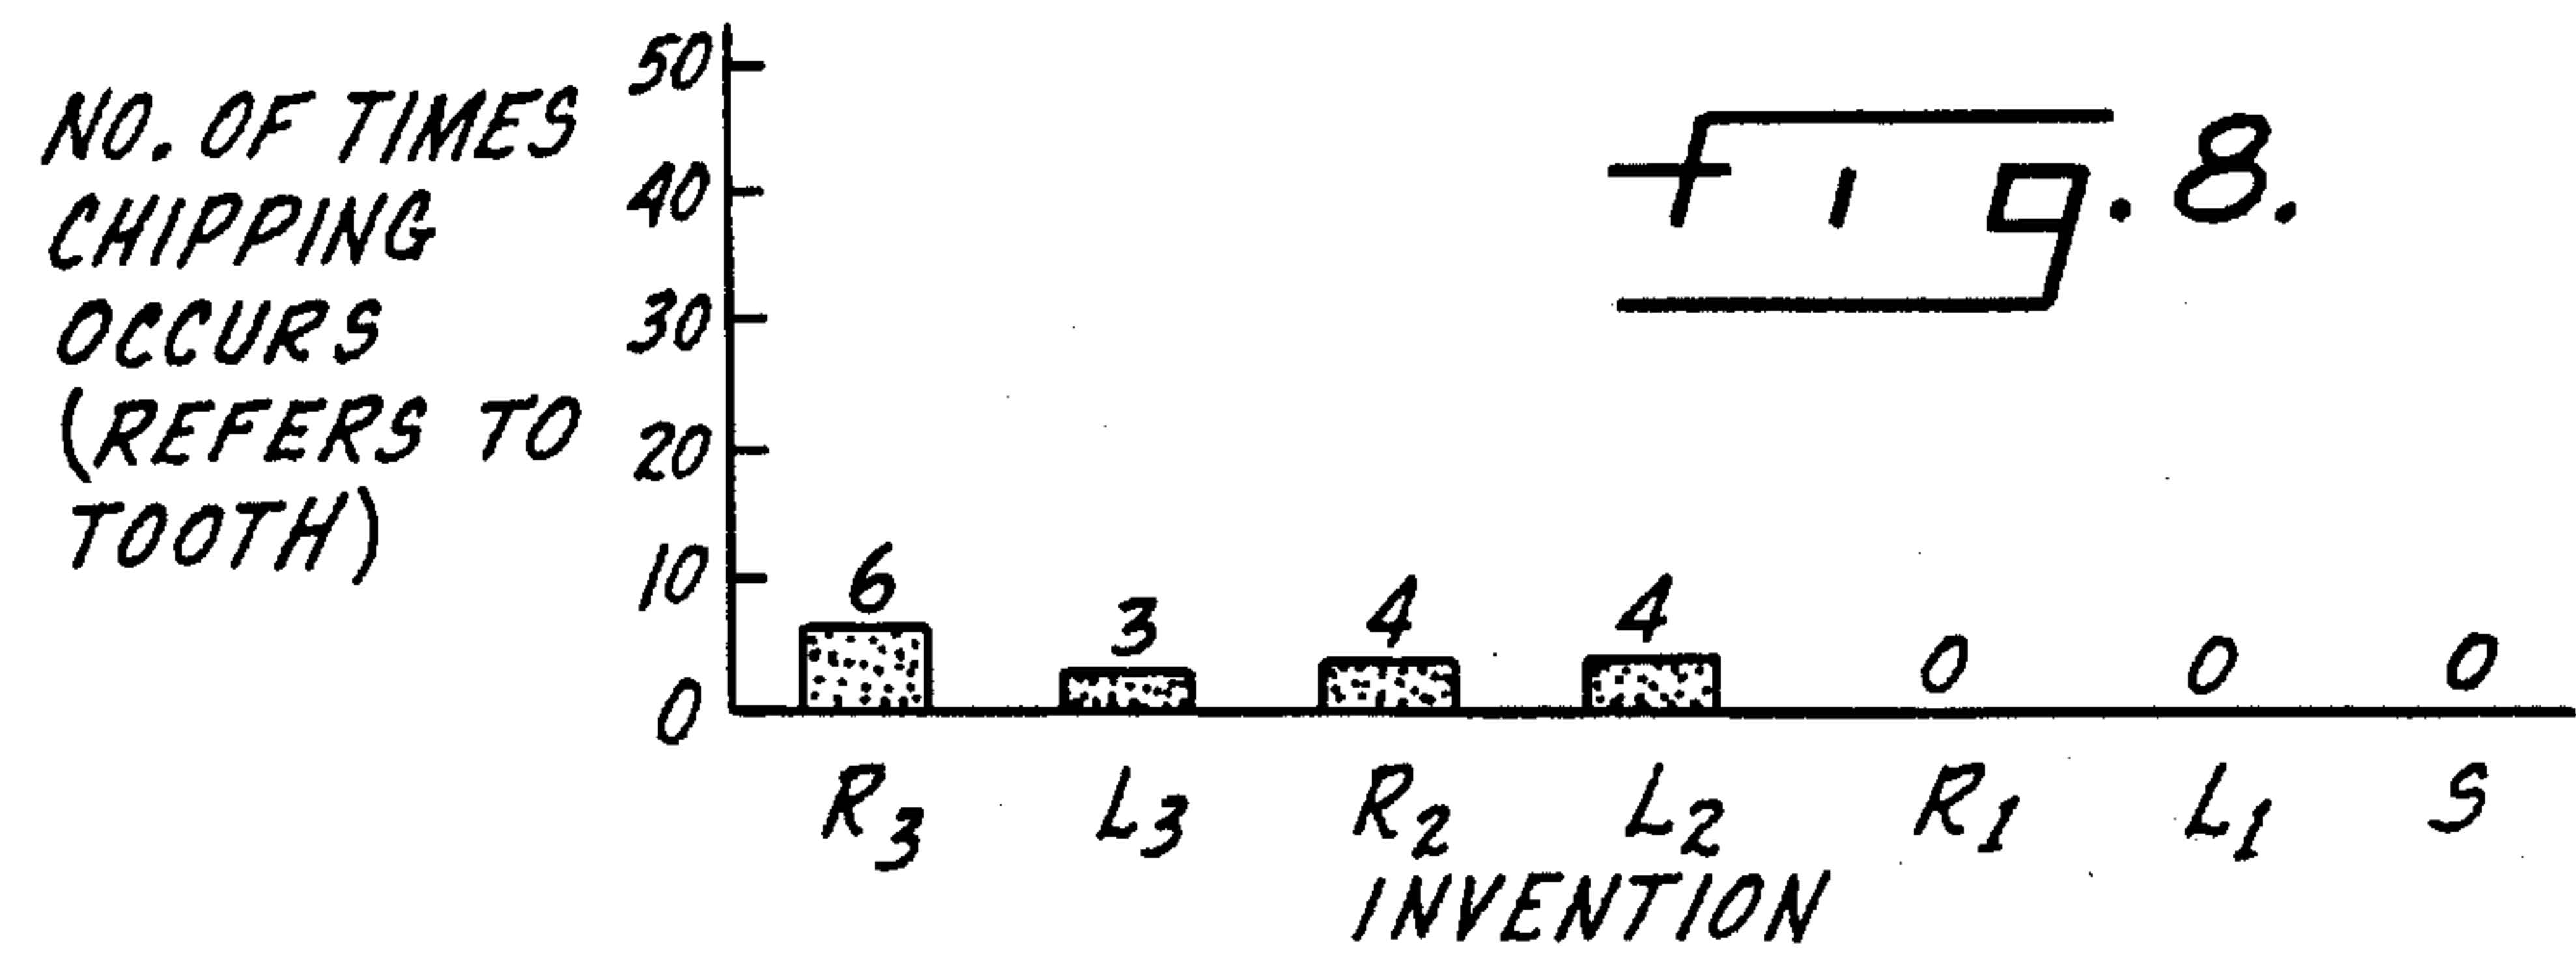 NO. OF TIMES
CHIPPING
OCCURS
(REFERS TO
TOOTH)
50
40
30
20
10
0
Fig. 8.
6 3 4 4 0 0 0
R3 L3 R2 L2 R1 L1 S
INVENTION